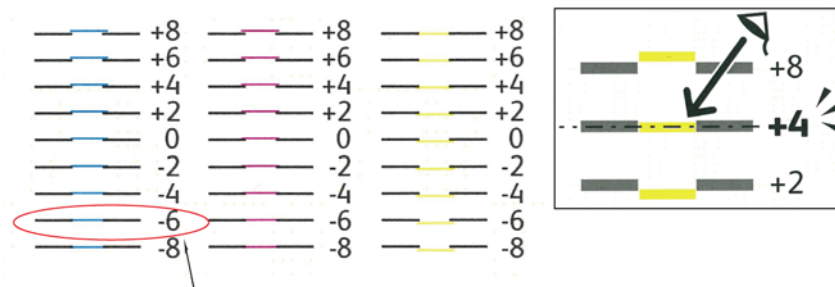 +8 +8 +8
+6 +6 +6
+4 +4 +4
+2 +2 +2
0 0 0
-2 -2 -2
-4 -4 -4
-6 -6 -6
-8 -8 -8
+8
+4
+2